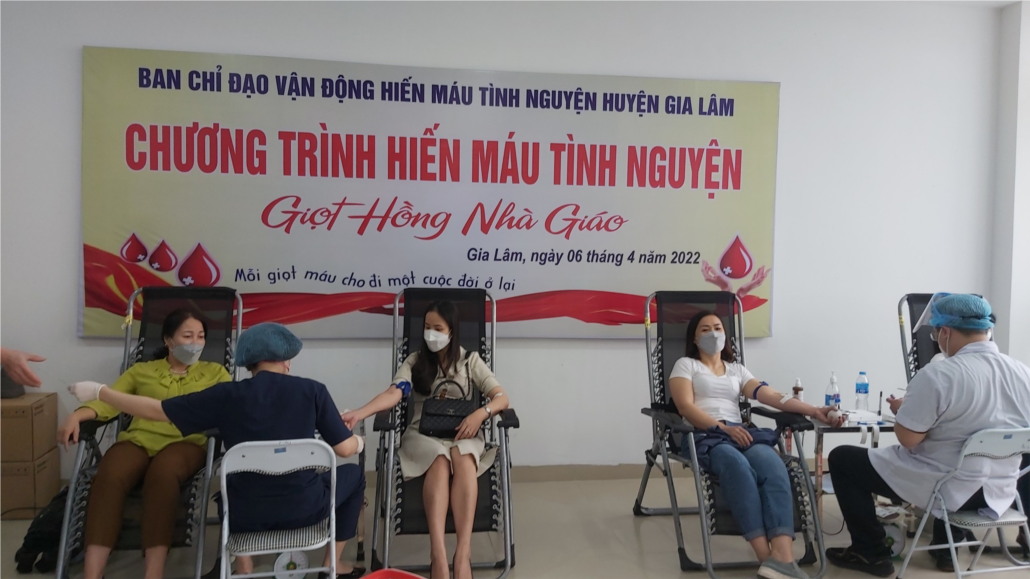 BAN CHỈ ĐẠO VẬN ĐỘNG HIẾN MÁU TÌNH NGUYỆN HUYỆN GIA LÂM
CHƯƠNG TRÌNH HIẾN MÁU TÌNH NGUYỆN
Giọt Hồng Nhà Giáo
Gia Lâm, ngày 06 tháng 4 năm 2022
Mỗi giọt máu cho đi một cuộc đời ở lại